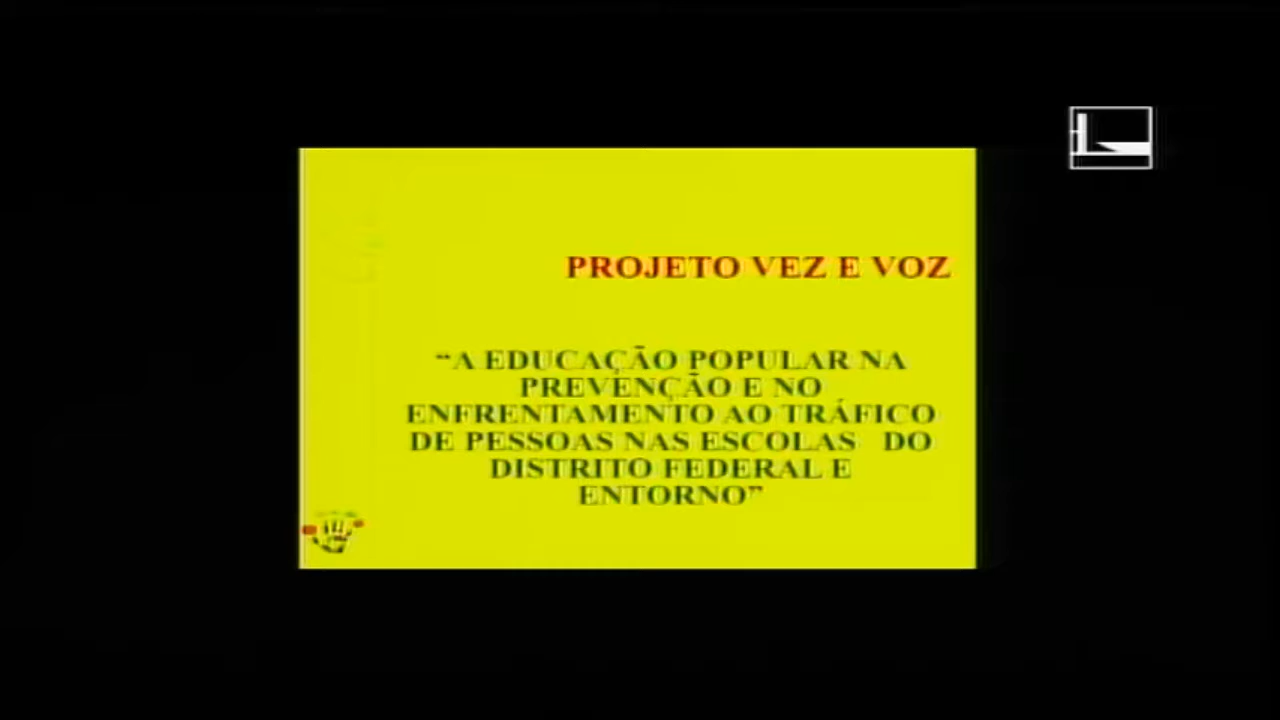 PROJETO VEZ E VOZ
“A EDUCAÇÃO POPULAR NA
PREVENÇÃO E NO
ENFRENTAMENTO AO TRÁFICO
DE PESSOAS NAS ESCOLAS DO
DISTRITO FEDERAL E
ENTORNO”